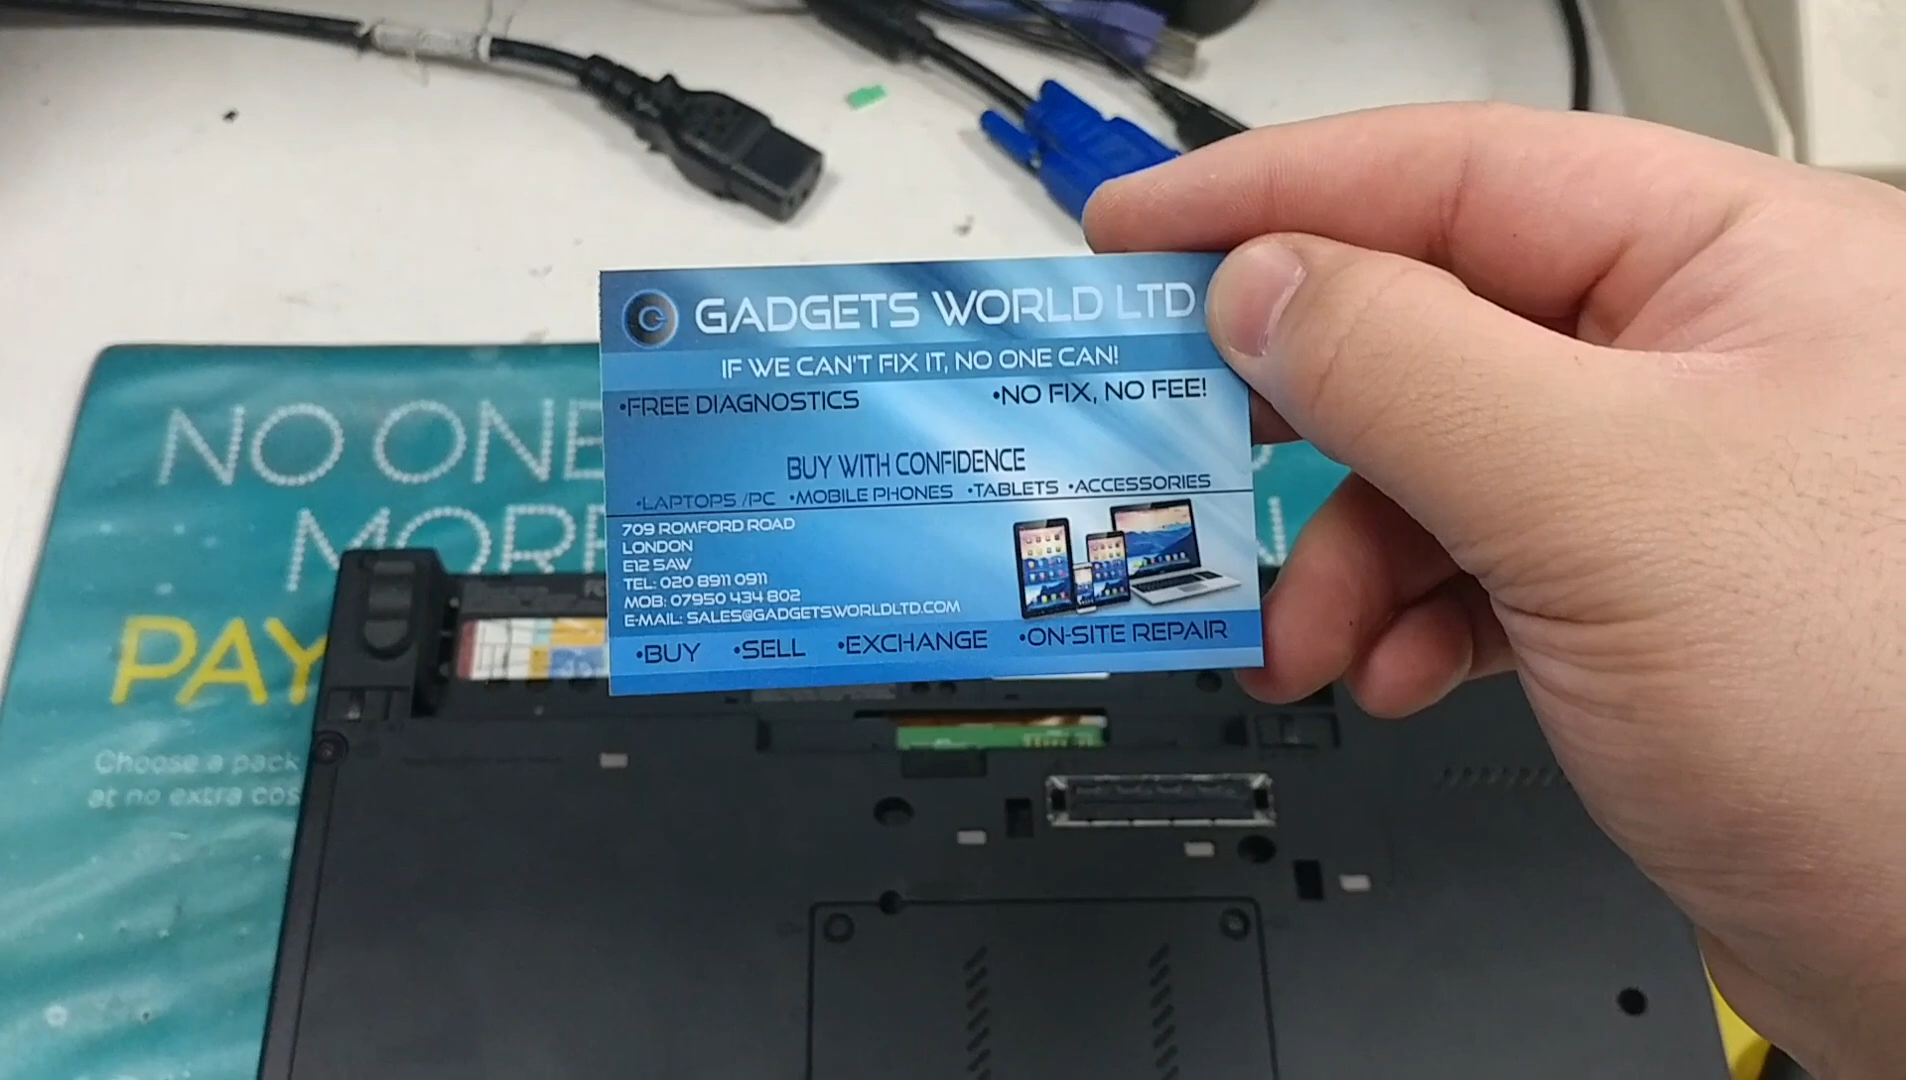 GADGETS WORLD LTD
IF WE CAN'T FIX IT, NO ONE CAN!
•FREE DIAGNOSTICS •NO FIX, NO FEE!
BUY WITH CONFIDENCE
•LAPTOPS /PC •MOBILE PHONES •TABLETS •ACCESSORIES
709 ROMFORD ROAD
LONDON
E12 5AW
TEL: 020 8911 0911
MOB: 07950 434 802
E-MAIL: SALES@GADGETSWORLDLTD.COM
•BUY •SELL •EXCHANGE •ON-SITE REPAIR
NO ONE
MORE
PAY
Choose a pack
at no extra cos